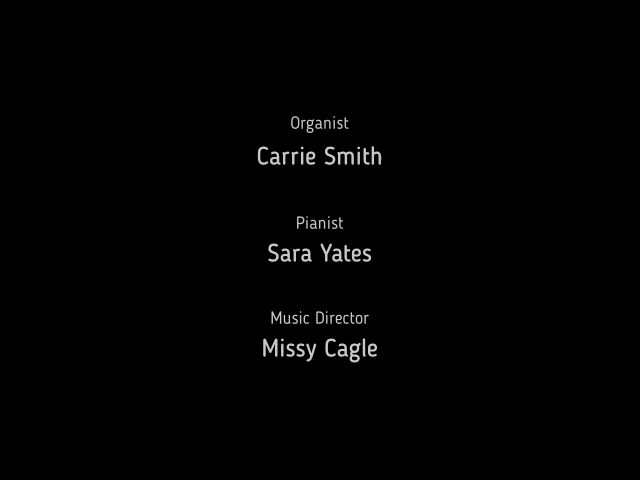 Organist
Carrie Smith
Pianist
Sara Yates
Music Director
Missy Cagle